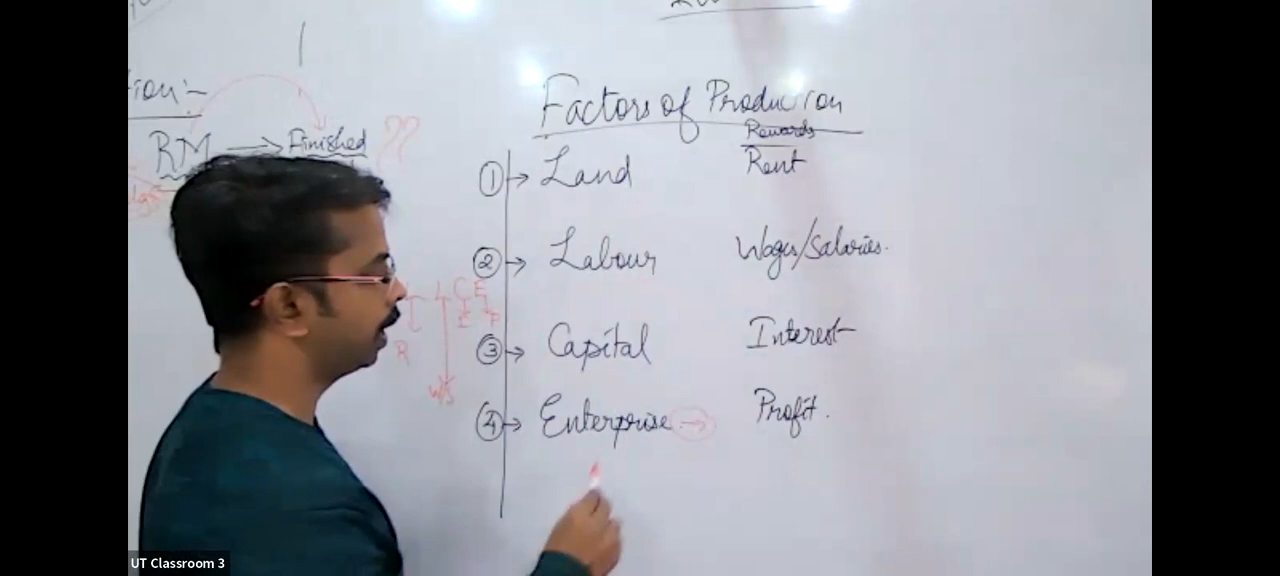 tion:-
RM → Finished ??
Factors of Production
Rewards
① → Land Rent
② → Labour Wages/Salaries.
③ → Capital Interest
④ → Enterprise → Profit.
L C E
R I P
W/S
UT Classroom 3